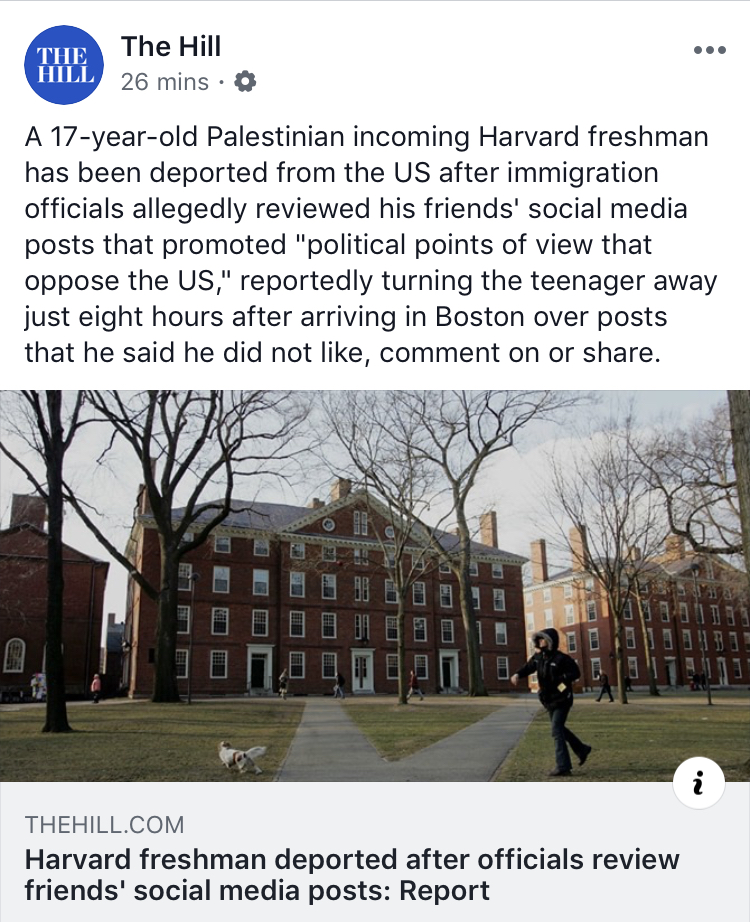 THE
HILL
The Hill
26 mins ·
A 17-year-old Palestinian incoming Harvard freshman
has been deported from the US after immigration
officials allegedly reviewed his friends' social media
posts that promoted "political points of view that
oppose the US," reportedly turning the teenager away
just eight hours after arriving in Boston over posts
that he said he did not like, comment on or share.
i
THEHILL.COM
Harvard freshman deported after officials review
friends' social media posts: Report